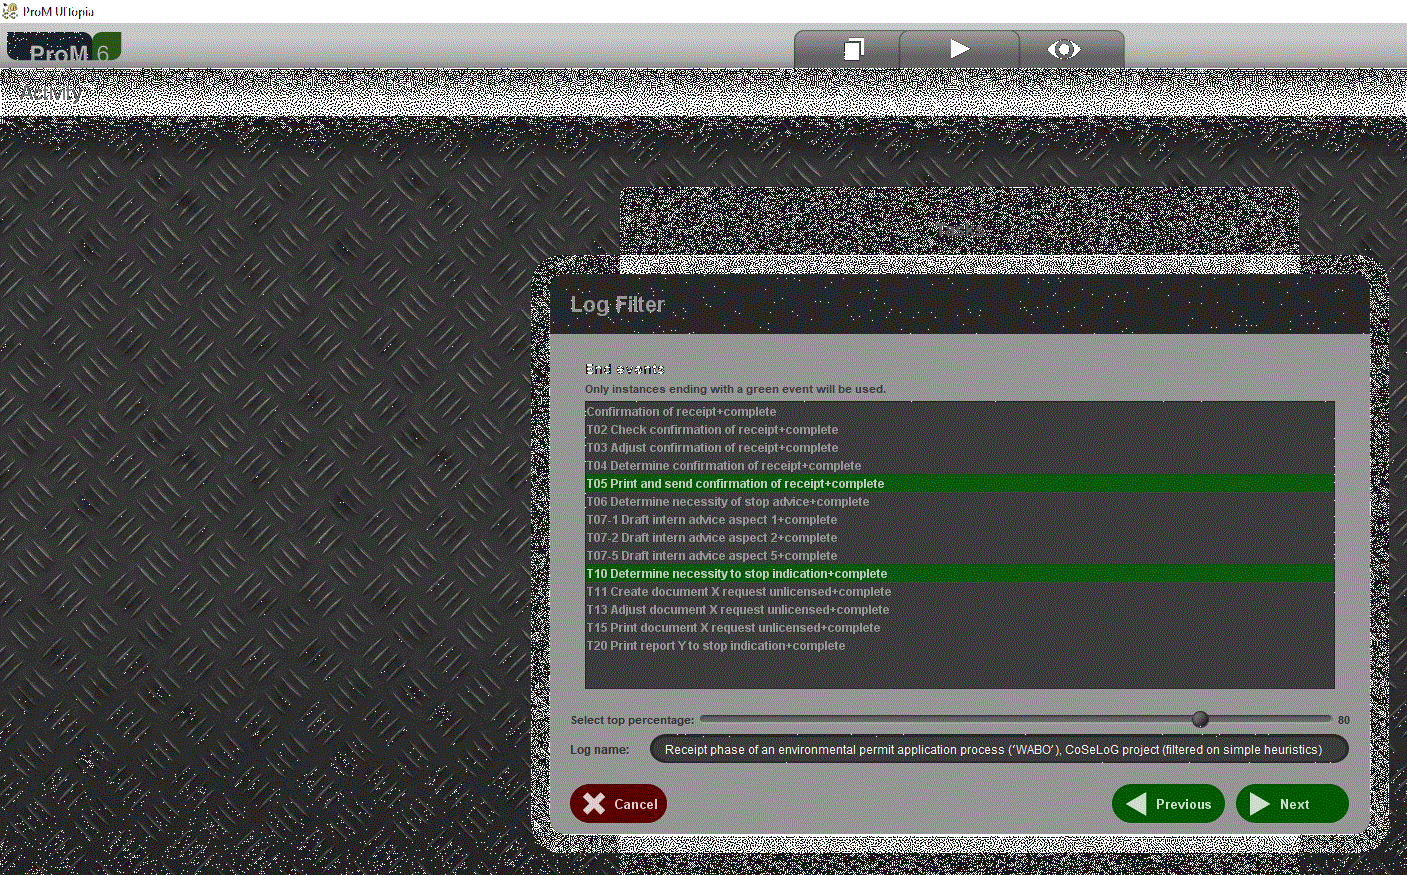 ProM UITopia
ProM 6
Activity
Log Filter
End events
Only instances ending with a green event will be used.
Confirmation of receipt+complete
T02 Check confirmation of receipt+complete
T03 Adjust confirmation of receipt+complete
T04 Determine confirmation of receipt+complete
T05 Print and send confirmation of receipt+complete
T06 Determine necessity of stop advice+complete
T07-1 Draft intern advice aspect 1+complete
T07-2 Draft intern advice aspect 2+complete
T07-5 Draft intern advice aspect 5+complete
T10 Determine necessity to stop indication+complete
T11 Create document X request unlicensed+complete
T13 Adjust document X request unlicensed+complete
T15 Print document X request unlicensed+complete
T20 Print report Y to stop indication+complete
Select top percentage: 80
Log name: Receipt phase of an environmental permit application process ('WABO'), CoSeLoG project (filtered on simple heuristics)
Cancel Previous Next